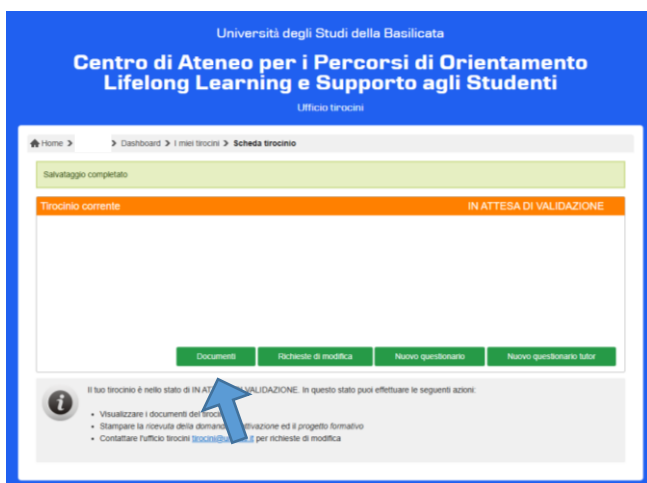 Università degli Studi della Basilicata
Centro di Ateneo per i Percorsi di Orientamento
Lifelong Learning e Supporto agli Studenti
Ufficio tirocini
Home > > Dashboard > I miei tirocini > Scheda tirocinio
Salvataggio completato
Tirocinio corrente IN ATTESA DI VALIDAZIONE
Documenti Richieste di modifica Nuovo questionario Nuovo questionario tutor
Il tuo tirocinio è nello stato di IN VALIDAZIONE. In questo stato puoi effettuare le seguenti azioni:
• Visualizzare i documenti del
• Stampare la ricevuta della ed il progetto formativo
• Contattare l'ufficio tirocini per richieste di modifica